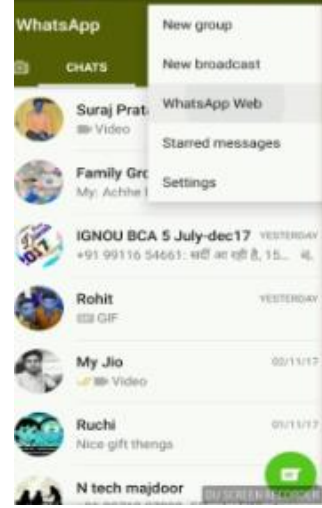 WhatsApp
CHATS
New group
New broadcast
WhatsApp Web
Starred messages
Settings
Suraj Prat
Video
Family Gro
My: Achhe
IGNOU BCA 5 July-dec17 YESTERDAY
+91 99116 54661: सर्दी आ रही है, 15...
Rohit YESTERDAY
GIF
My Jio 02/11/17
Video
Ruchi 01/11/17
Nice gift thengs
N tech majdoor
DU SCREEN RECORDER